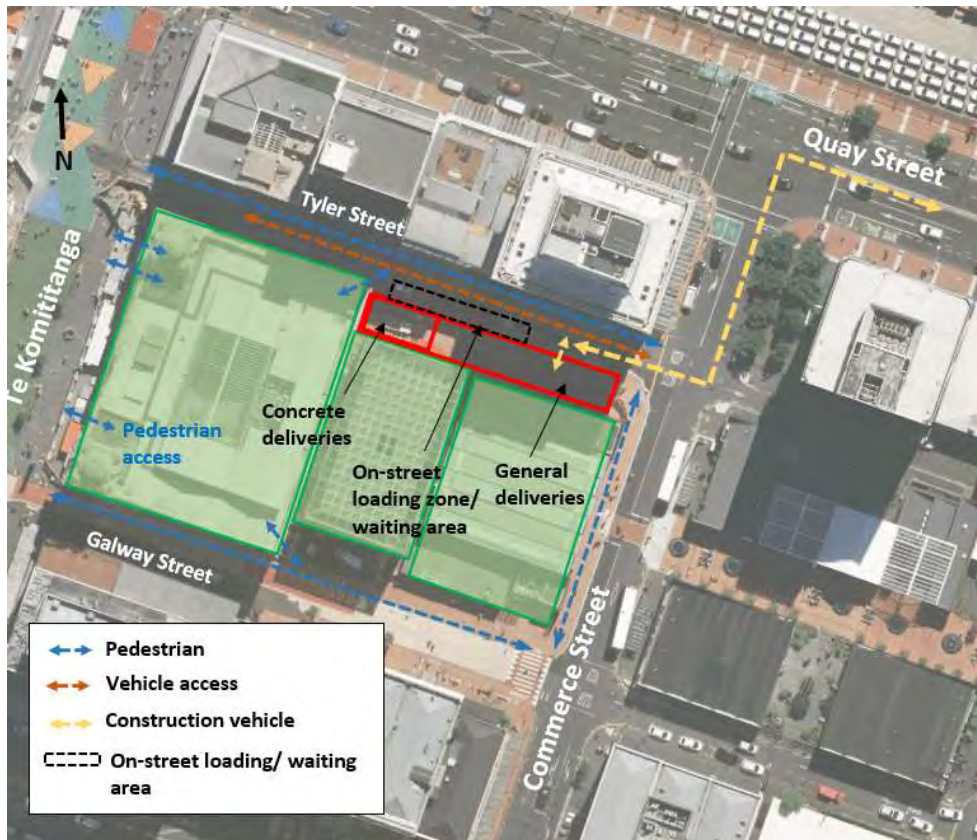 N
Quay Street
Tyler Street
Te Komititanga
Concrete
deliveries
Pedestrian
access
On-street
loading zone/
waiting area
General
deliveries
Galway Street
Commerce Street
Pedestrian
Vehicle access
Construction vehicle
On-street loading/ waiting
area